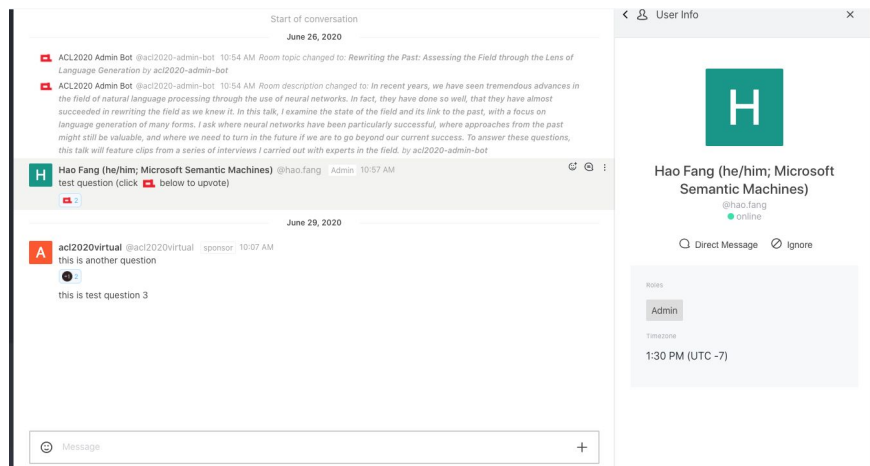 Start of conversation
June 26, 2020
ACL2020 Admin Bot @acl2020-admin-bot 10:54 AM Room topic changed to: Rewriting the Past: Assessing the Field through the Lens of
Language Generation by acl2020-admin-bot
ACL2020 Admin Bot @acl2020-admin-bot 10:54 AM Room description changed to: In recent years, we have seen tremendous advances in
the field of natural language processing through the use of neural networks. In fact, they have done so well, that they have almost
succeeded in rewriting the field as we knew it. In this talk, I examine the state of the field and its link to the past, with a focus on
language generation of many forms. I ask where neural networks have been particularly successful, where approaches from the past
might still be valuable, and where we need to turn in the future if we are to go beyond our current success. To answer these questions,
this talk will feature clips from a series of interviews I carried out with experts in the field. by acl2020-admin-bot
H
Hao Fang (he/him; Microsoft Semantic Machines) @hao.fang Admin 10:57 AM
test question (click below to upvote)
2
June 29, 2020
A
acl2020virtual @acl2020virtual sponsor 10:07 AM
this is another question
+1 2
this is test question 3
Message
User Info
H
Hao Fang (he/him; Microsoft
Semantic Machines)
@hao.fang
online
Direct Message Ignore
Roles
Admin
Timezone
1:30 PM (UTC -7)